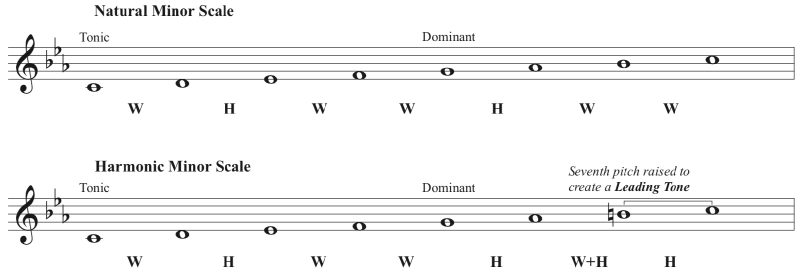 Natural Minor Scale
Tonic Dominant
W H W W H W W
Harmonic Minor Scale
Seventh pitch raised to
create a Leading Tone
Tonic Dominant
W H W W H W+H H